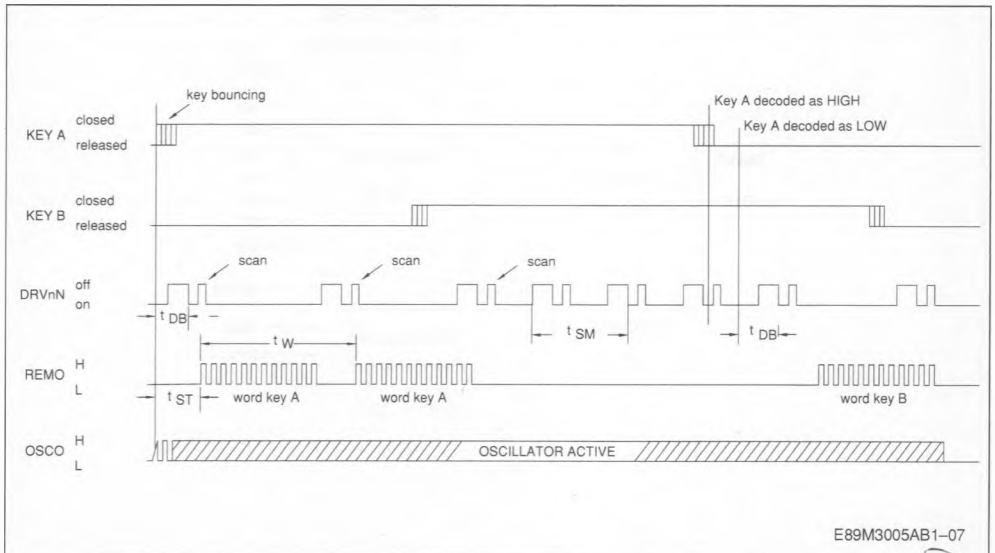 key bouncing
Key A decoded as HIGH
closed
Key A decoded as LOW
KEY A
released
closed
KEY B
released
scan
scan
scan
off
DRVnN
on
t DB
t SM
t DB
t W
H
REMO
L
t ST
word key A
word key A
word key B
H
OSCO
OSCILLATOR ACTIVE
L
E89M3005AB1–07